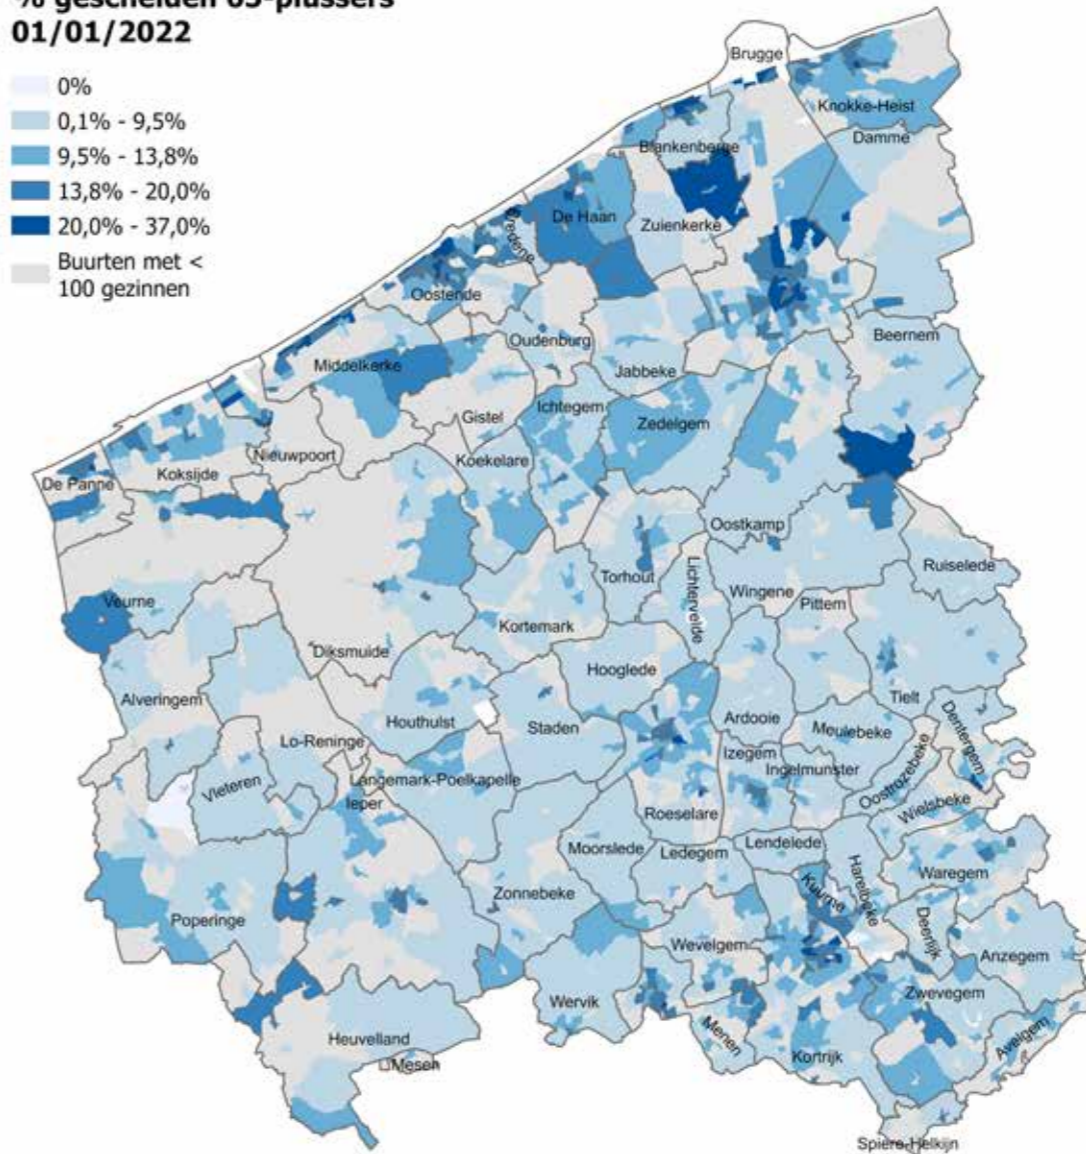 % gescheiden 65-plussers
01/01/2022
0%
0,1% - 9,5%
9,5% - 13,8%
13,8% - 20,0%
20,0% - 37,0%
Buurten met <
100 gezinnen
Brugge
Knokke-Heist
Damme
Blankenberge
De Haan
Zuienkerke
Bredene
Oostende
Oudenburg
Beernem
Middelkerke
Jabbeke
Gistel
Ichtegem
Zedelgem
Nieuwpoort
Koekelare
Koksijde
De Panne
Oostkamp
Torhout
Lichtervelde
Ruiselede
Wingene
Pittem
Veurne
Kortemark
Diksmuide
Hooglede
Alveringem
Tielt
Houthulst
Staden
Ardooie
Meulebeke
Dentergem
Lo-Reninge
Izegem
Ingelmunster
Oostrozebeke
Vleteren
Langemark-Poelkapelle
Ieper
Wielsbeke
Roeselare
Moorslede
Ledegem
Lendelede
Harelbeke
Waregem
Kuurne
Zonnebeke
Poperinge
Deerlijk
Wevelgem
Anzegem
Zwevegem
Wervik
Heuvelland
Menen
Avelgem
Kortrijk
Mesen
Spiere-Helkijn